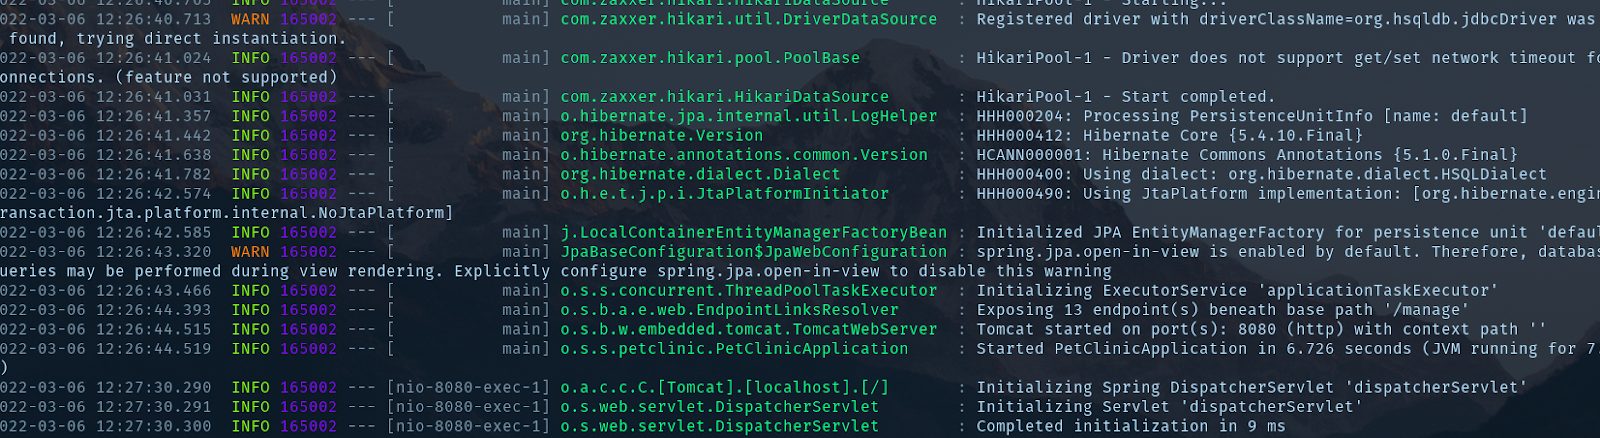 022-03-06 12:26:40.705  INFO 165002 --- [           main] com.zaxxer.hikari.HikariDataSource       : HikariPool-1 - Starting...
022-03-06 12:26:40.713  WARN 165002 --- [           main] com.zaxxer.hikari.util.DriverDataSource  : Registered driver with driverClassName=org.hsqldb.jdbcDriver was
found, trying direct instantiation.
022-03-06 12:26:41.024  INFO 165002 --- [           main] com.zaxxer.hikari.pool.PoolBase          : HikariPool-1 - Driver does not support get/set network timeout fo
onnections. (feature not supported)
022-03-06 12:26:41.031  INFO 165002 --- [           main] com.zaxxer.hikari.HikariDataSource       : HikariPool-1 - Start completed.
022-03-06 12:26:41.357  INFO 165002 --- [           main] o.hibernate.jpa.internal.util.LogHelper  : HHH000204: Processing PersistenceUnitInfo [name: default]
022-03-06 12:26:41.442  INFO 165002 --- [           main] org.hibernate.Version                    : HHH000412: Hibernate Core {5.4.10.Final}
022-03-06 12:26:41.638  INFO 165002 --- [           main] o.hibernate.annotations.common.Version   : HCANN000001: Hibernate Commons Annotations {5.1.0.Final}
022-03-06 12:26:41.782  INFO 165002 --- [           main] org.hibernate.dialect.Dialect            : HHH000400: Using dialect: org.hibernate.dialect.HSQLDialect
022-03-06 12:26:42.574  INFO 165002 --- [           main] o.h.e.t.j.p.i.JtaPlatformInitiator       : HHH000490: Using JtaPlatform implementation: [org.hibernate.engin
ransaction.jta.platform.internal.NoJtaPlatform]
022-03-06 12:26:42.585  INFO 165002 --- [           main] j.LocalContainerEntityManagerFactoryBean : Initialized JPA EntityManagerFactory for persistence unit 'defaul
022-03-06 12:26:43.320  WARN 165002 --- [           main] JpaBaseConfiguration$JpaWebConfiguration : spring.jpa.open-in-view is enabled by default. Therefore, databas
ueries may be performed during view rendering. Explicitly configure spring.jpa.open-in-view to disable this warning
022-03-06 12:26:43.466  INFO 165002 --- [           main] o.s.s.concurrent.ThreadPoolTaskExecutor  : Initializing ExecutorService 'applicationTaskExecutor'
022-03-06 12:26:44.393  INFO 165002 --- [           main] o.s.b.a.e.web.EndpointLinksResolver      : Exposing 13 endpoint(s) beneath base path '/manage'
022-03-06 12:26:44.515  INFO 165002 --- [           main] o.s.b.w.embedded.tomcat.TomcatWebServer  : Tomcat started on port(s): 8080 (http) with context path ''
022-03-06 12:26:44.519  INFO 165002 --- [           main] o.s.s.petclinic.PetClinicApplication     : Started PetClinicApplication in 6.726 seconds (JVM running for 7.
)
022-03-06 12:27:30.290  INFO 165002 --- [nio-8080-exec-1] o.a.c.c.C.[Tomcat].[localhost].[/]       : Initializing Spring DispatcherServlet 'dispatcherServlet'
022-03-06 12:27:30.291  INFO 165002 --- [nio-8080-exec-1] o.s.web.servlet.DispatcherServlet        : Initializing Servlet 'dispatcherServlet'
022-03-06 12:27:30.300  INFO 165002 --- [nio-8080-exec-1] o.s.web.servlet.DispatcherServlet        : Completed initialization in 9 ms